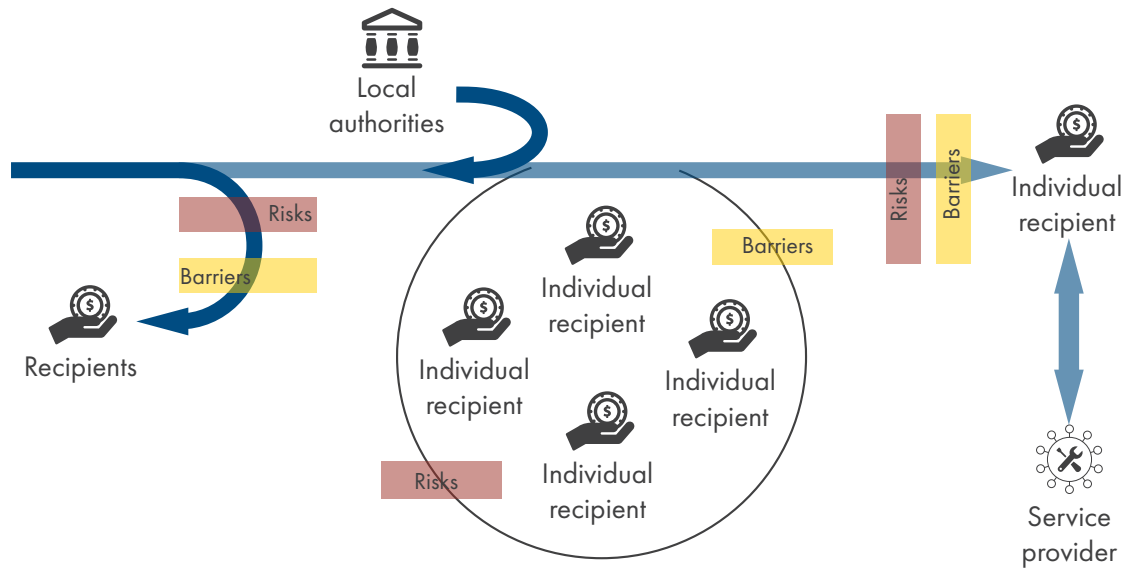 Local
authorities
Risks
Barriers
Recipients
Individual
recipient
Individual
recipient
Individual
recipient
Individual
recipient
Barriers
Risks
Risks
Barriers
Individual
recipient
Service
provider